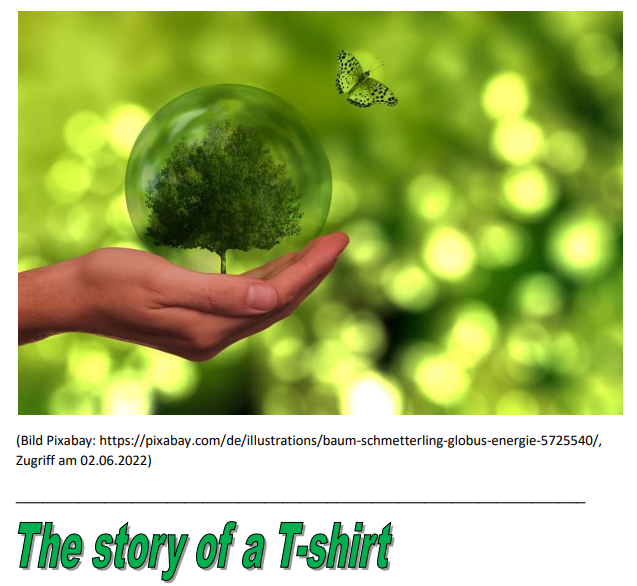 (Bild Pixabay: https://pixabay.com/de/illustrations/baum-schmetterling-globus-energie-5725540/,
Zugriff am 02.06.2022)
The story of a T-shirt